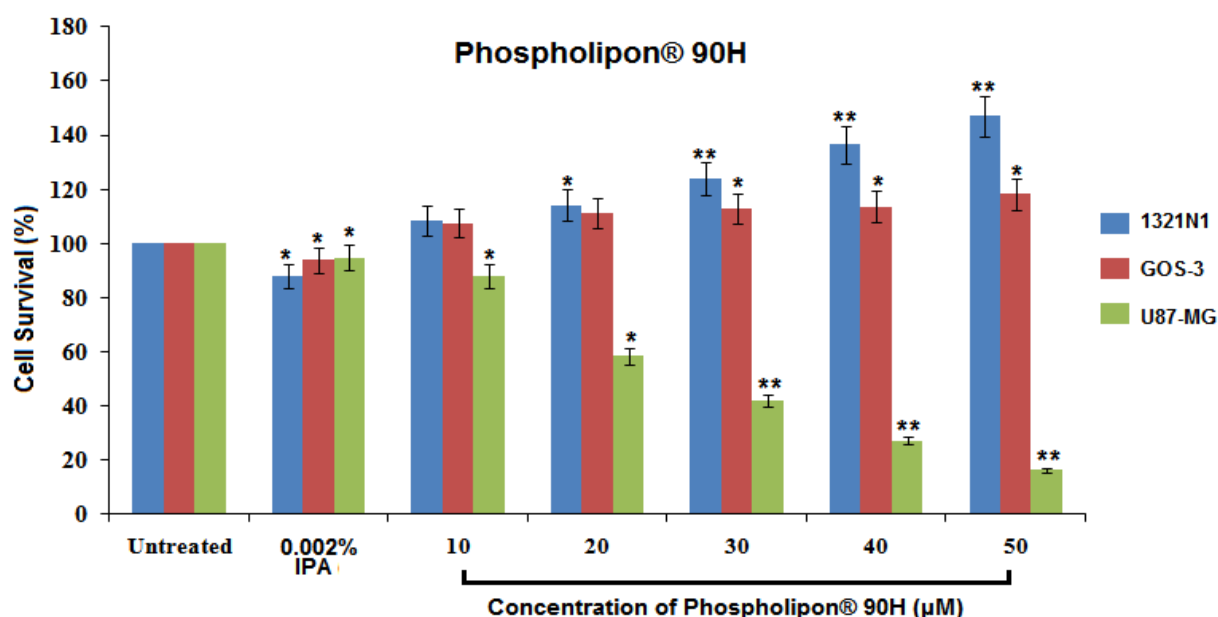 Phospholipon® 90H
180
160
140
120
100
80
60
40
20
0
Cell Survival (%)
* * *
*
*
*
** *
**
** *
**
** *
**
1321N1
GOS-3
U87-MG
Untreated 0.002% IPA 10 20 30 40 50
Concentration of Phospholipon® 90H (µM)